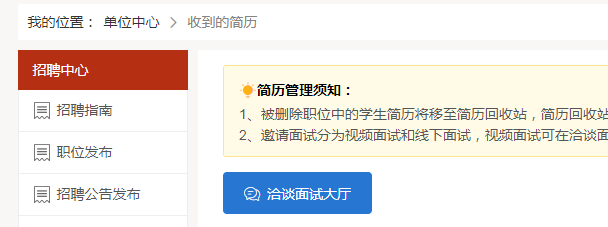 我的位置： 单位中心 > 收到的简历
招聘中心
招聘指南
职位发布
招聘公告发布
简历管理须知：
1、被删除职位中的学生简历将移至简历回收站，简历回收站
2、邀请面试分为视频面试和线下面试，视频面试可在洽谈面
洽谈面试大厅